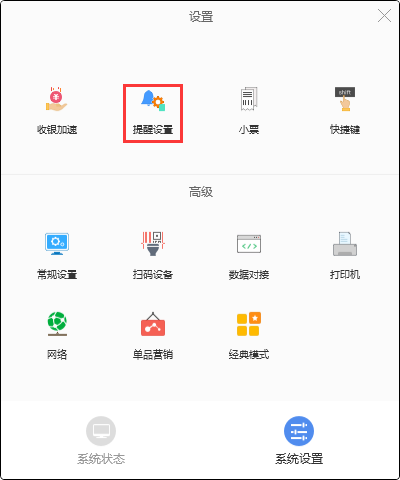 设置
收银加速
提醒设置
小票
shift
快捷键
高级
常规设置
扫码设备
数据对接
打印机
网络
单品营销
经典模式
系统状态
系统设置